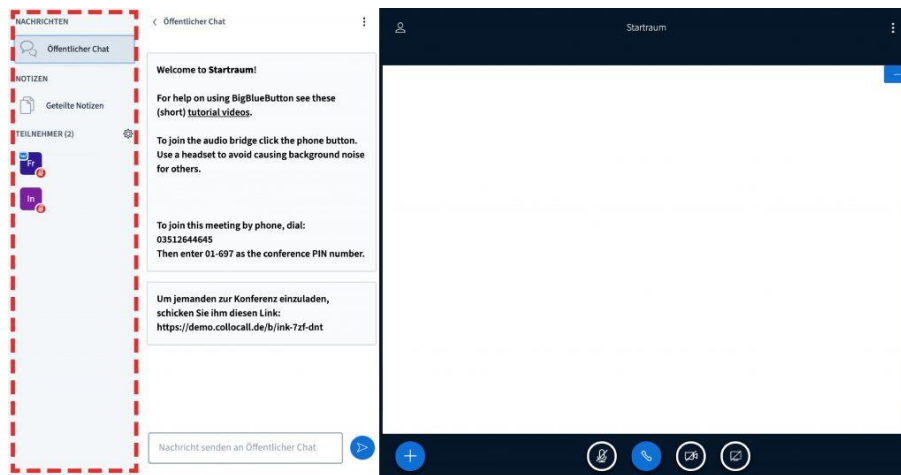 NACHRICHTEN
Öffentlicher Chat
NOTIZEN
Geteilte Notizen
TEILNEHMER (2)
Fr
In
Öffentlicher Chat
Welcome to Startraum!
For help on using BigBlueButton see these
(short) tutorial videos.
To join the audio bridge click the phone button.
Use a headset to avoid causing background noise
for others.
To join this meeting by phone, dial:
03512644645
Then enter 01-697 as the conference PIN number.
Um jemanden zur Konferenz einzuladen,
schicken Sie ihm diesen Link:
https://demo.collocall.de/b/ink-7zf-dnt
Nachricht senden an Öffentlicher Chat
Startraum